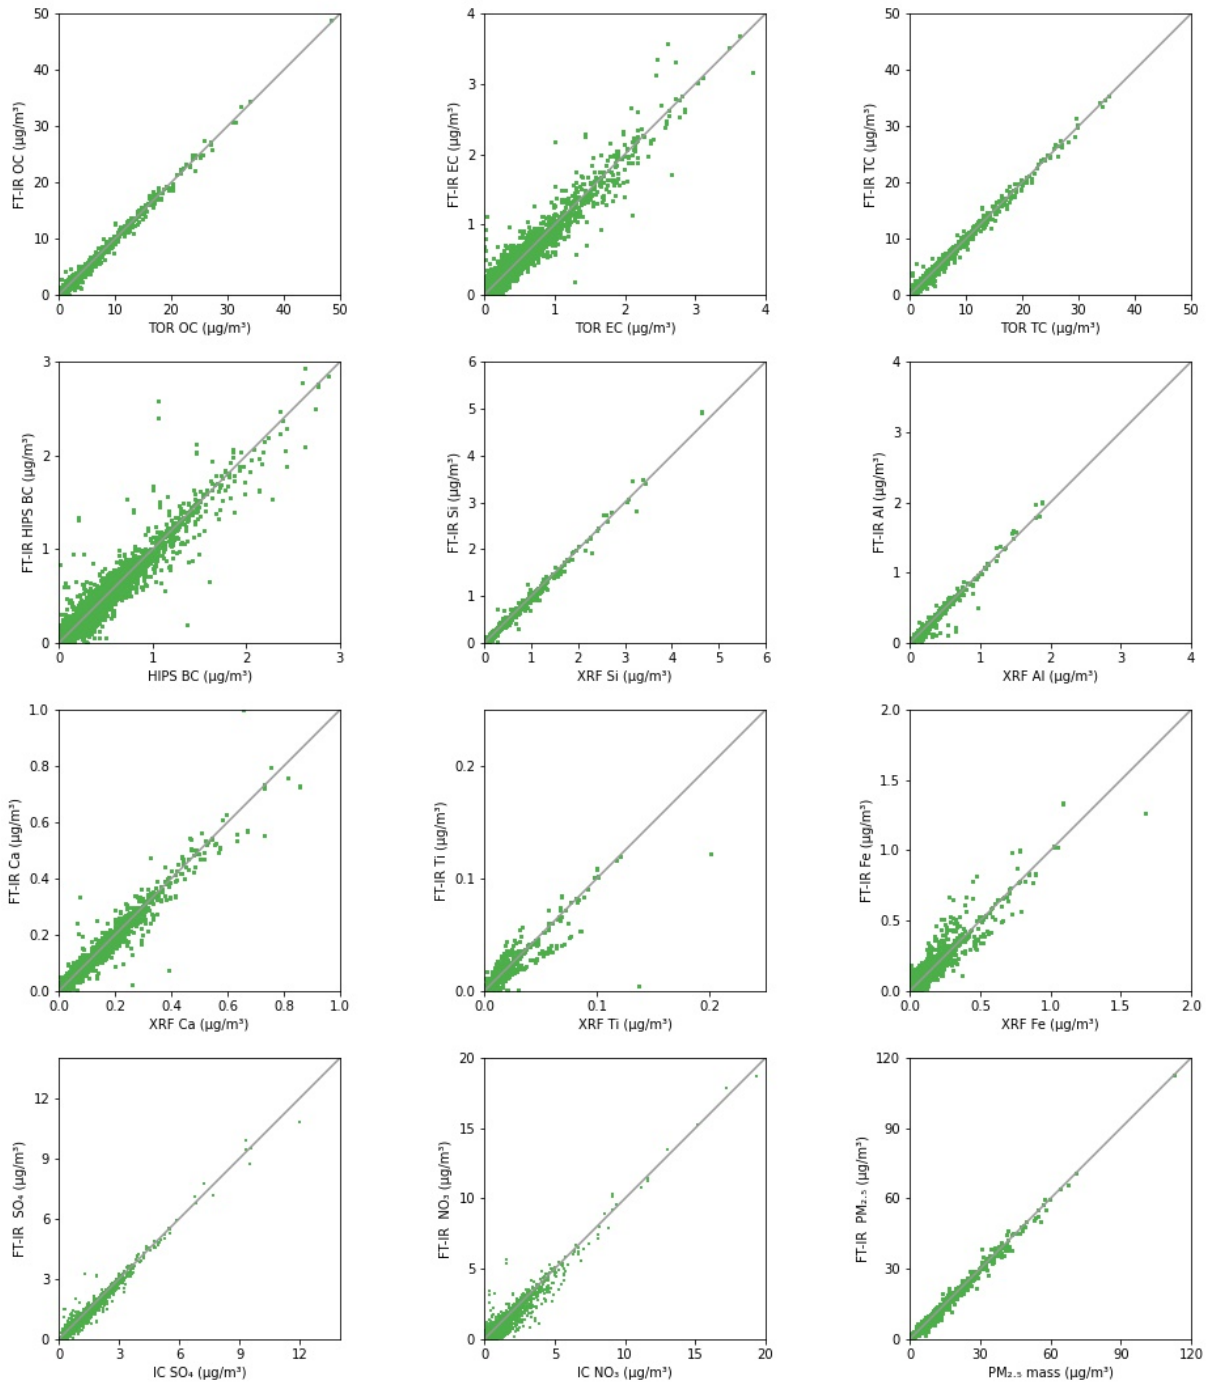 50
40
30
20
10
0
FT-IR OC (µg/m³)
0 10 20 30 40 50
TOR OC (µg/m³)
4
3
2
1
0
FT-IR EC (µg/m³)
0 1 2 3 4
TOR EC (µg/m³)
50
40
30
20
10
0
FT-IR TC (µg/m³)
0 10 20 30 40 50
TOR TC (µg/m³)
3
2
1
0
FT-IR HIPS BC (µg/m³)
0 1 2 3
HIPS BC (µg/m³)
6
5
4
3
2
1
0
FT-IR Si (µg/m³)
0 1 2 3 4 5 6
XRF Si (µg/m³)
4
3
2
1
0
FT-IR Al (µg/m³)
0 1 2 3 4
XRF Al (µg/m³)
1.0
0.8
0.6
0.4
0.2
0.0
FT-IR Ca (µg/m³)
0.0 0.2 0.4 0.6 0.8 1.0
XRF Ca (µg/m³)
0.2
0.1
0.0
FT-IR Ti (µg/m³)
0.0 0.1 0.2
XRF Ti (µg/m³)
2.0
1.5
1.0
0.5
0.0
FT-IR Fe (µg/m³)
0.0 0.5 1.0 1.5 2.0
XRF Fe (µg/m³)
12
9
6
3
0
FT-IR SO₄ (µg/m³)
0 3 6 9 12
IC SO₄ (µg/m³)
20
15
10
5
0
FT-IR NO₃ (µg/m³)
0 5 10 15 20
IC NO₃ (µg/m³)
120
90
60
30
0
FT-IR PM₂.₅ (µg/m³)
0 30 60 90 120
PM₂.₅ mass (µg/m³)